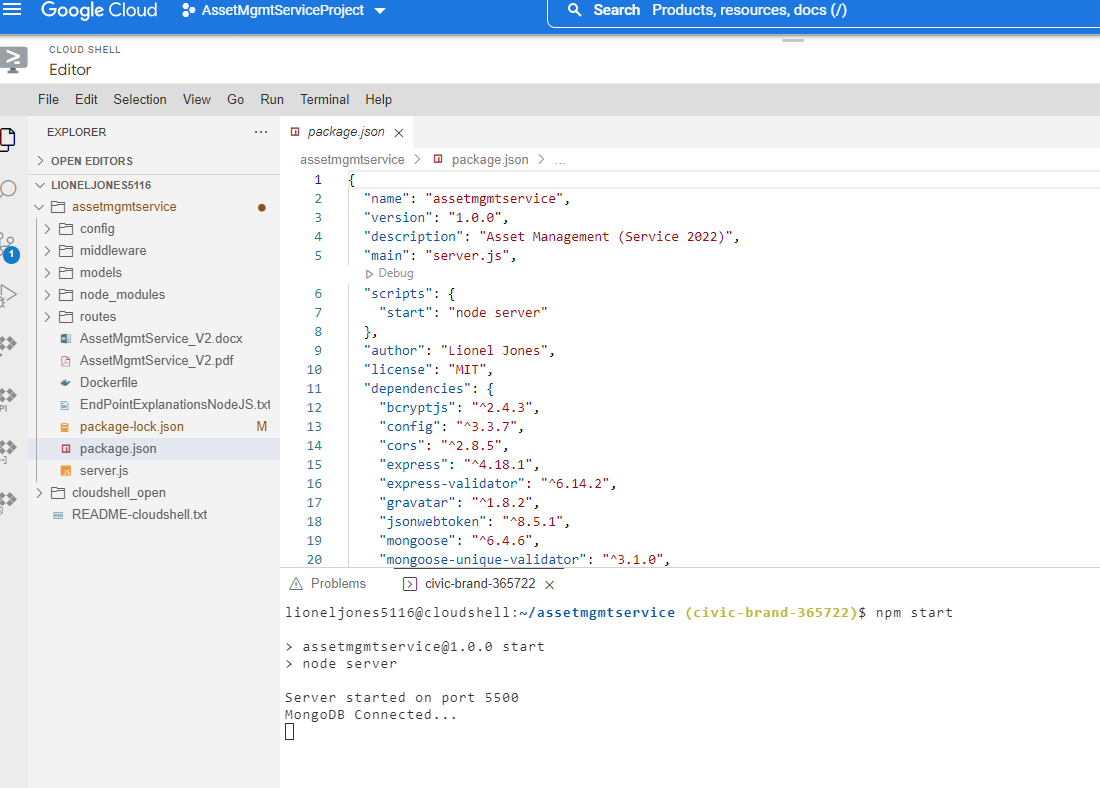 Google Cloud
AssetMgmtServiceProject
Search Products, resources, docs (/)
CLOUD SHELL
Editor
File Edit Selection View Go Run Terminal Help
EXPLORER
OPEN EDITORS
LIONELJONES5116
assetmgmtservice
config
middleware
models
node_modules
routes
AssetMgmtService_V2.docx
AssetMgmtService_V2.pdf
Dockerfile
EndPointExplanationsNodeJS.txt
package-lock.json M
package.json
server.js
cloudshell_open
README-cloudshell.txt
1
package.json
assetmgmtservice > package.json > ...
1 {
2 "name": "assetmgmtservice",
3 "version": "1.0.0",
4 "description": "Asset Management (Service 2022)",
5 "main": "server.js",
Debug
6 "scripts": {
7 "start": "node server"
8 },
9 "author": "Lionel Jones",
10 "license": "MIT",
11 "dependencies": {
12 "bcryptjs": "^2.4.3",
13 "config": "^3.3.7",
14 "cors": "^2.8.5",
15 "express": "^4.18.1",
16 "express-validator": "^6.14.2",
17 "gravatar": "^1.8.2",
18 "jsonwebtoken": "^8.5.1",
19 "mongoose": "^6.4.6",
20 "mongoose-unique-validator": "^3.1.0",
Problems
civic-brand-365722
lioneljones5116@cloudshell:~/assetmgmtservice (civic-brand-365722)$ npm start
> assetmgmtservice@1.0.0 start
> node server
Server started on port 5500
MongoDB Connected...